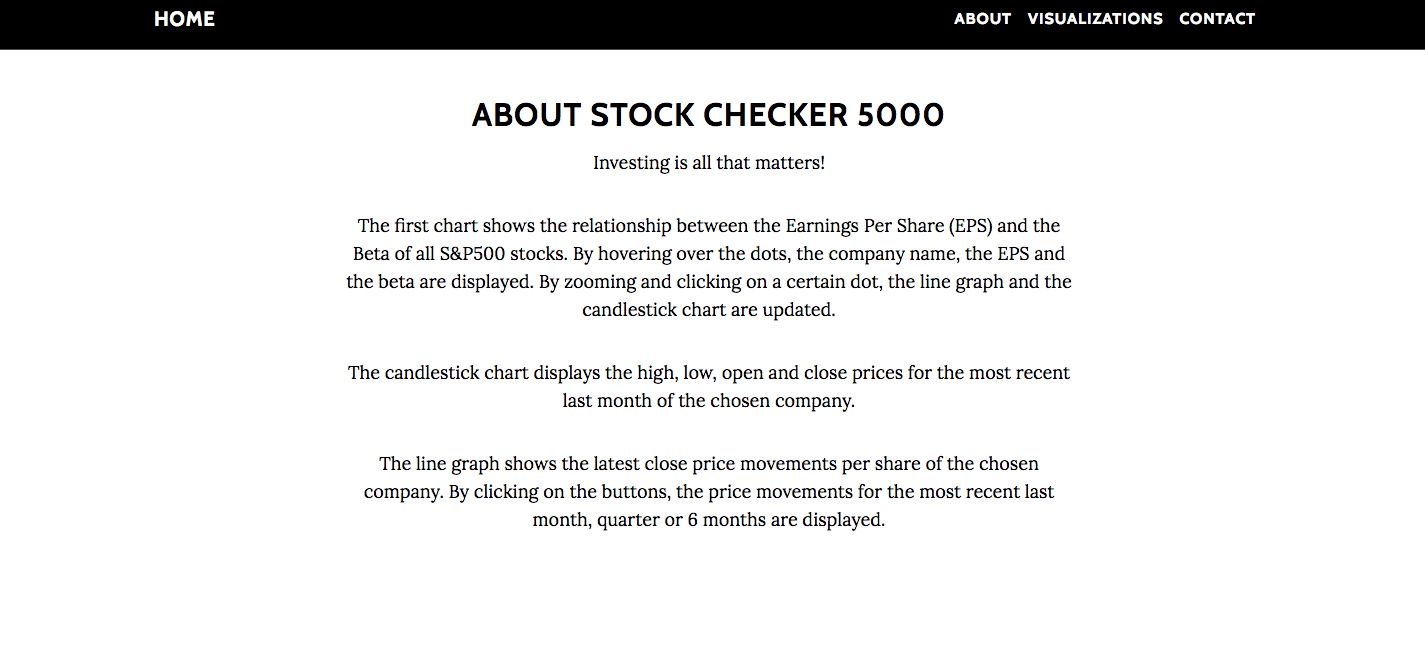 HOME
ABOUT VISUALIZATIONS CONTACT
ABOUT STOCK CHECKER 5000
Investing is all that matters!
The first chart shows the relationship between the Earnings Per Share (EPS) and the
Beta of all S&P500 stocks. By hovering over the dots, the company name, the EPS and
the beta are displayed. By zooming and clicking on a certain dot, the line graph and the
candlestick chart are updated.
The candlestick chart displays the high, low, open and close prices for the most recent
last month of the chosen company.
The line graph shows the latest close price movements per share of the chosen
company. By clicking on the buttons, the price movements for the most recent last
month, quarter or 6 months are displayed.